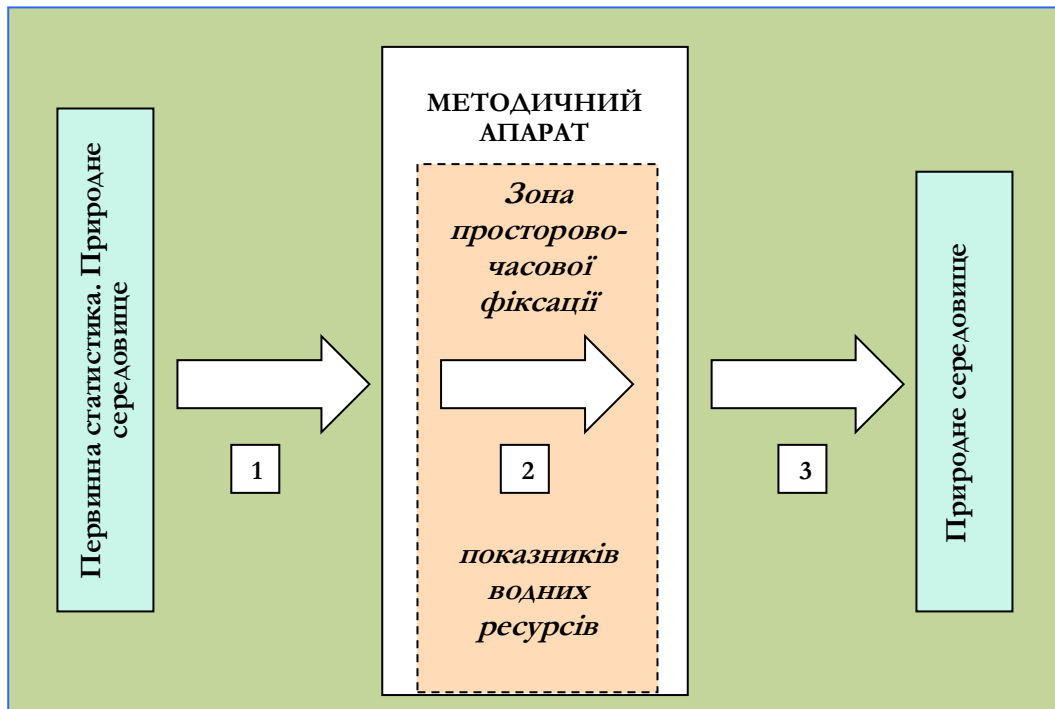 Первинна статистика. Природне
середовище
МЕТОДИЧНИЙ
АПАРАТ
Зона
просторово-
часової
фіксації
показників
водних
ресурсів
1
2
3
Природне середовище